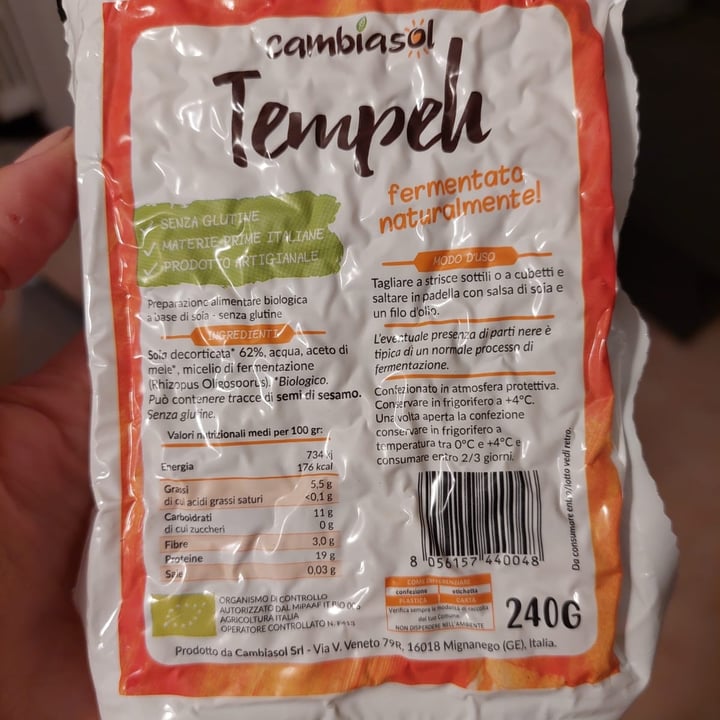 cambiasol
Tempeh
fermentato
naturalmente!
✓ SENZA GLUTINE
✓ MATERIE PRIME ITALIANE
✓ PRODOTTO ARTIGIANALE
Preparazione alimentare biologica
a base di soia - senza glutine
INGREDIENTI
Soia decorticata* 62%, acqua, aceto di
mele*, micelio di fermentazione
(Rhizopus Oligosporus). *Biologico.
Può contenere tracce di semi di sesamo.
Senza glutine.
Valori nutrizionali medi per 100 gr:
734 kj
Energia 176 kcal
Grassi 5,5 g
di cui acidi grassi saturi <0,1 g
Carboidrati 11 g
di cui zuccheri 0 g
Fibre 3,0 g
Proteine 19 g
Sale 0,03 g
MODO D'USO
Tagliare a strisce sottili o a cubetti e
saltare in padella con salsa di soia e
un filo d'olio.
L'eventuale presenza di parti nere è
tipica di un normale processo di
fermentazione.
Confezionato in atmosfera protettiva.
Conservare in frigorifero a +4°C.
Una volta aperta la confezione
conservare in frigorifero a
temperatura tra 0°C e +4°C e
consumare entro 2/3 giorni.
Da consumare entro/lotto vedi retro.
8 056157 440048
COME DIFFERENZIARE
confezione etichetta
PLASTICA CARTA
Verifica sempre le modalità di raccolta
del tuo Comune.
NON DISPERDERE NELL'AMBIENTE
240G
ORGANISMO DI CONTROLLO
AUTORIZZATO DAL MIPAAF IT BIO
AGRICOLTURA ITALIA
OPERATORE CONTROLLATO N.
Prodotto da Cambiasol Srl - Via V. Veneto 79R, 16018 Mignanego (GE), Italia.